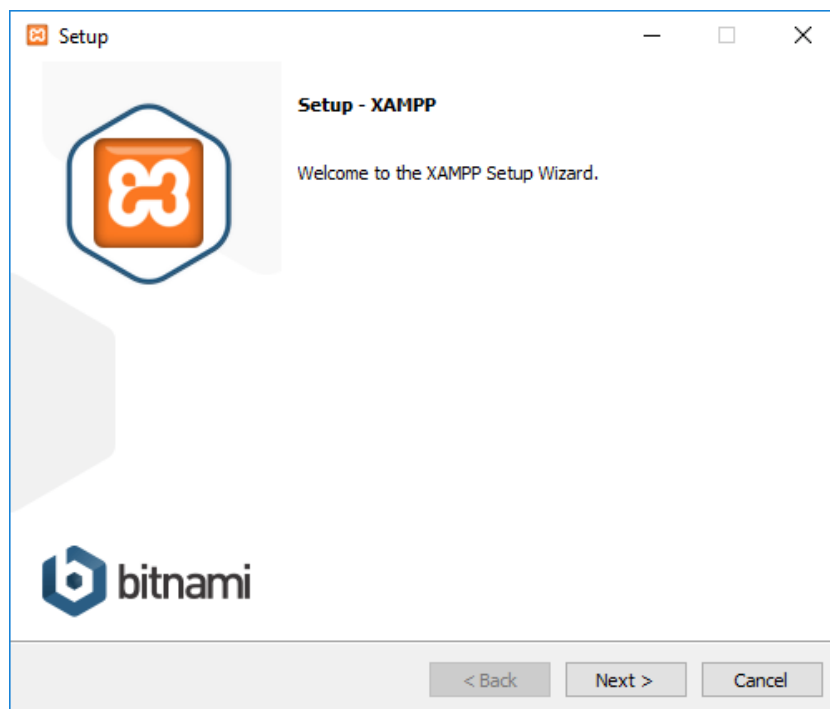 Setup
Setup - XAMPP
Welcome to the XAMPP Setup Wizard.
bitnami
< Back Next > Cancel